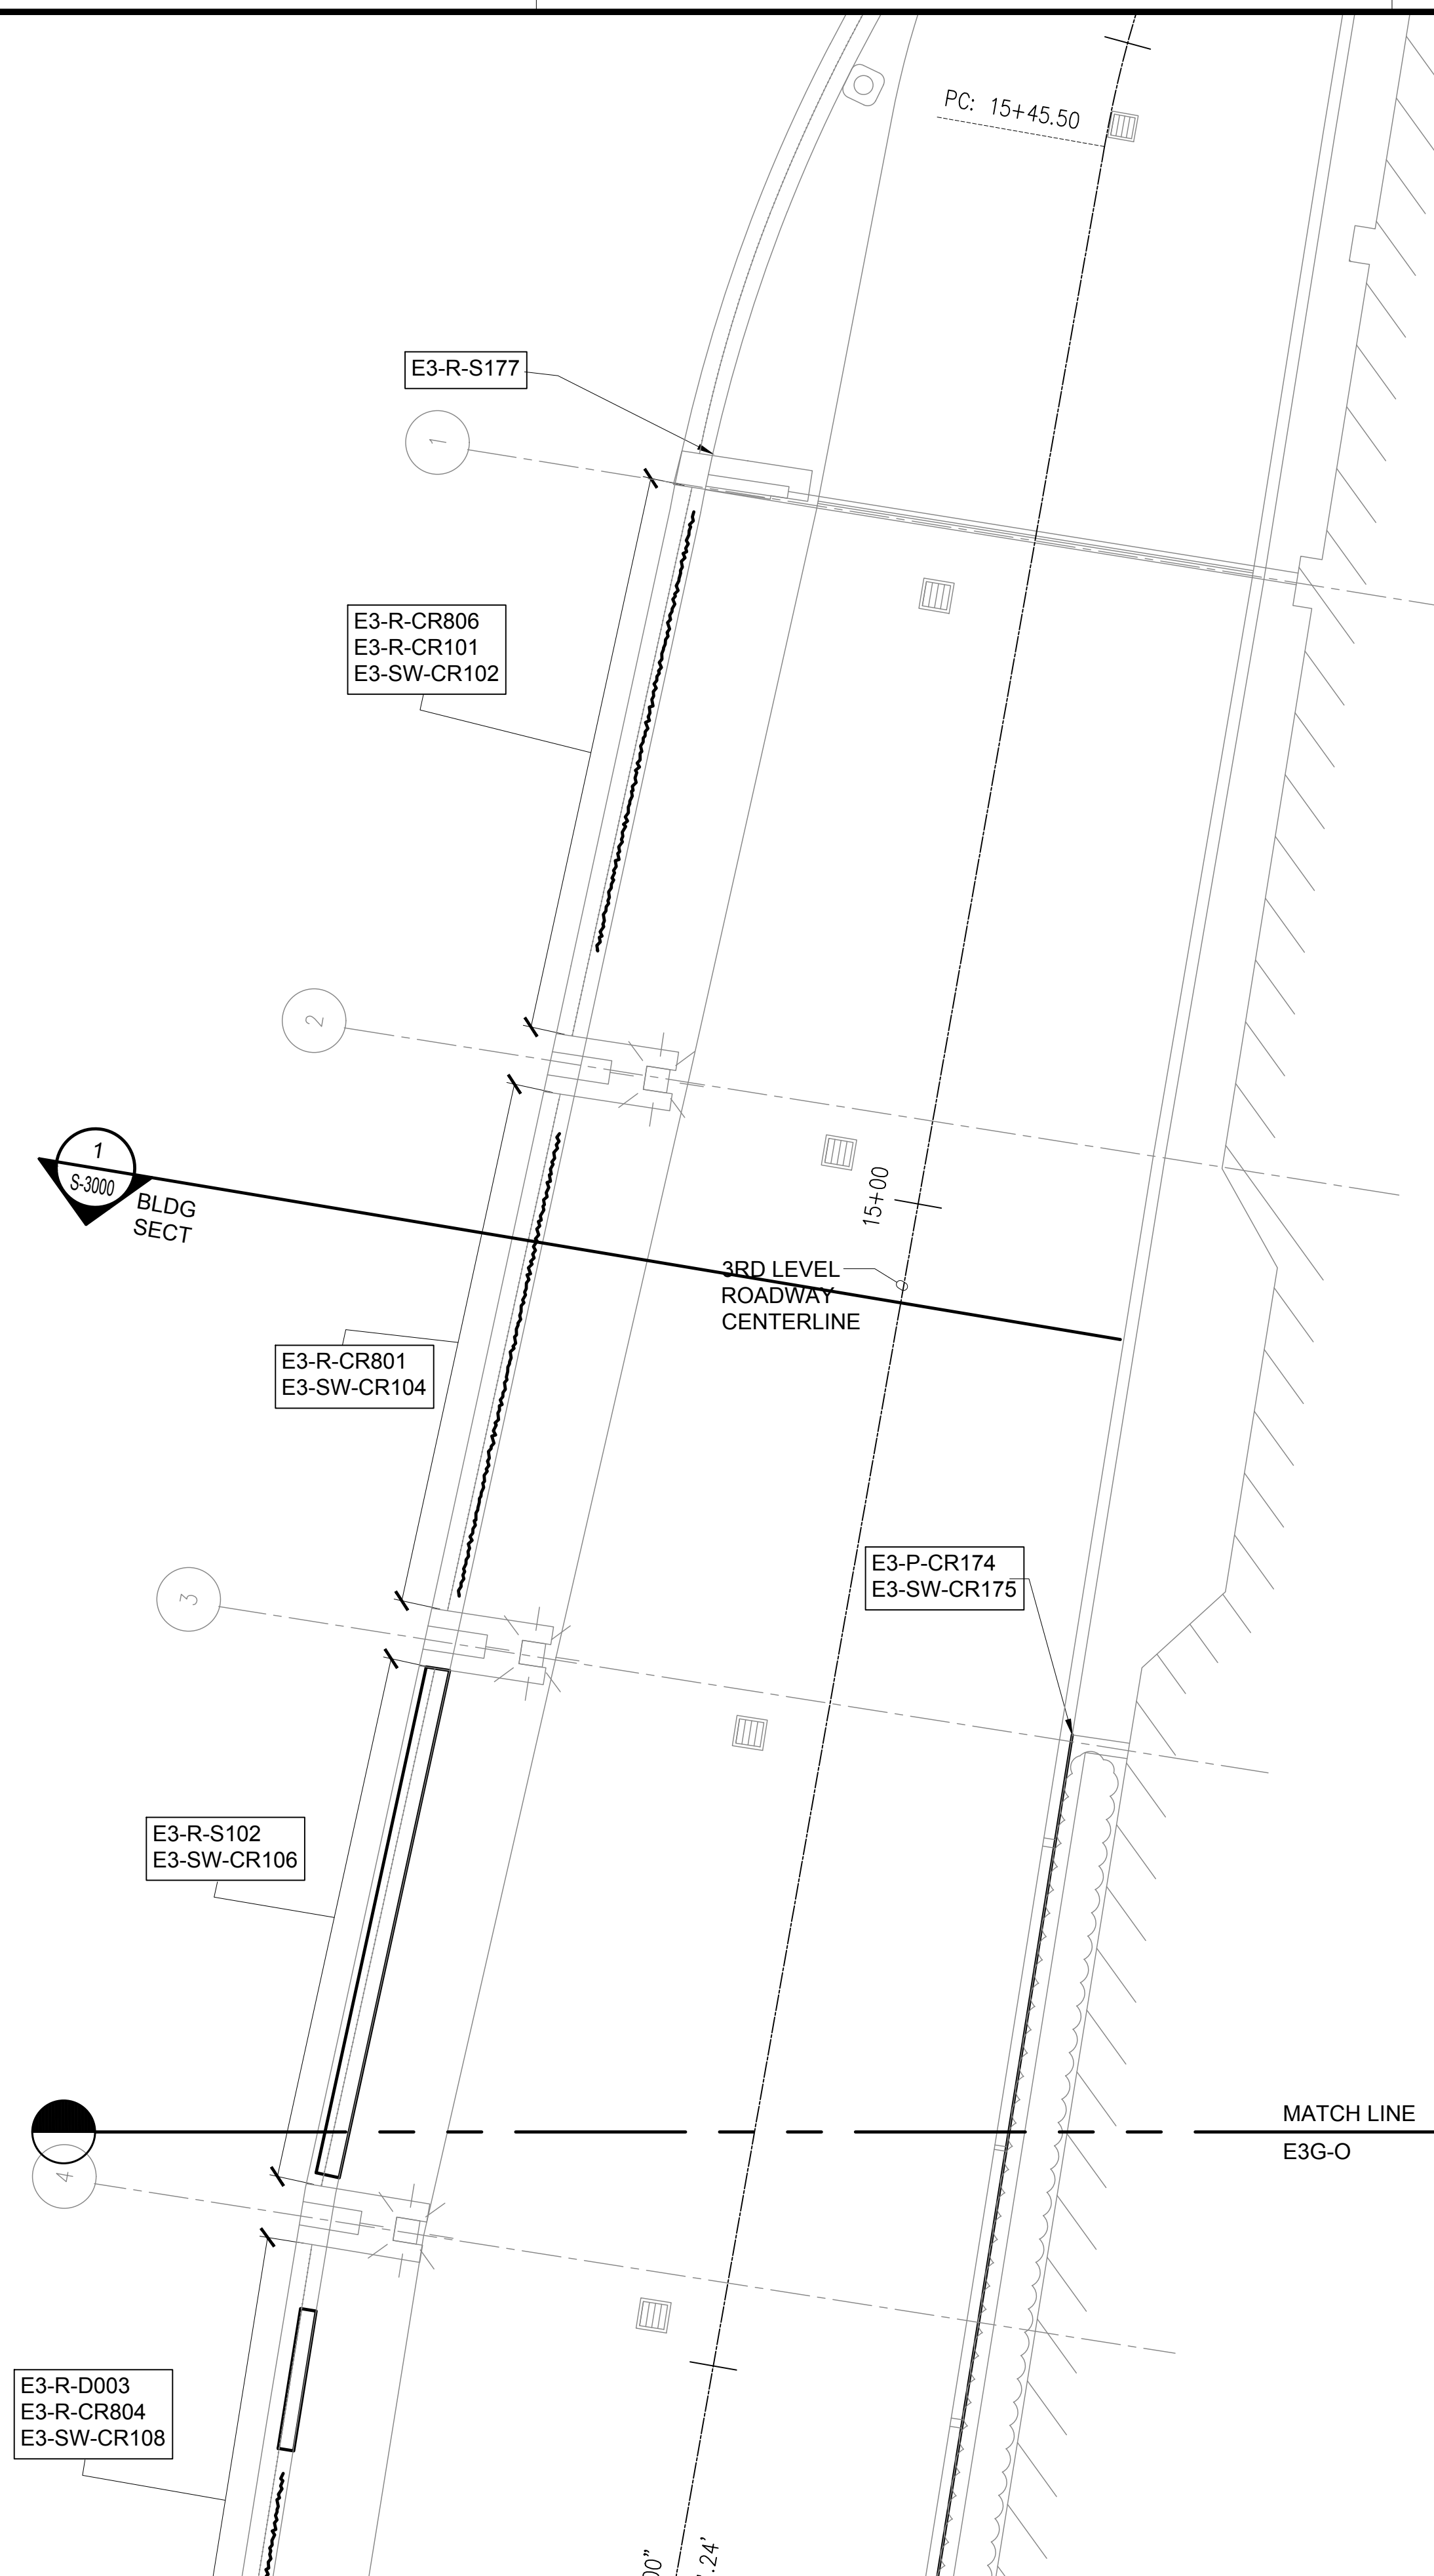 PC: 15+45.50
E3-R-S177
1
E3-R-CR806
E3-R-CR101
E3-SW-CR102
2
1
S-3000
BLDG
SECT
15+00
3RD LEVEL
ROADWAY
CENTERLINE
E3-R-CR801
E3-SW-CR104
E3-P-CR174
E3-SW-CR175
3
E3-R-S102
E3-SW-CR106
MATCH LINE
E3G-O
4
E3-R-D003
E3-R-CR804
E3-SW-CR108
00"
.24'